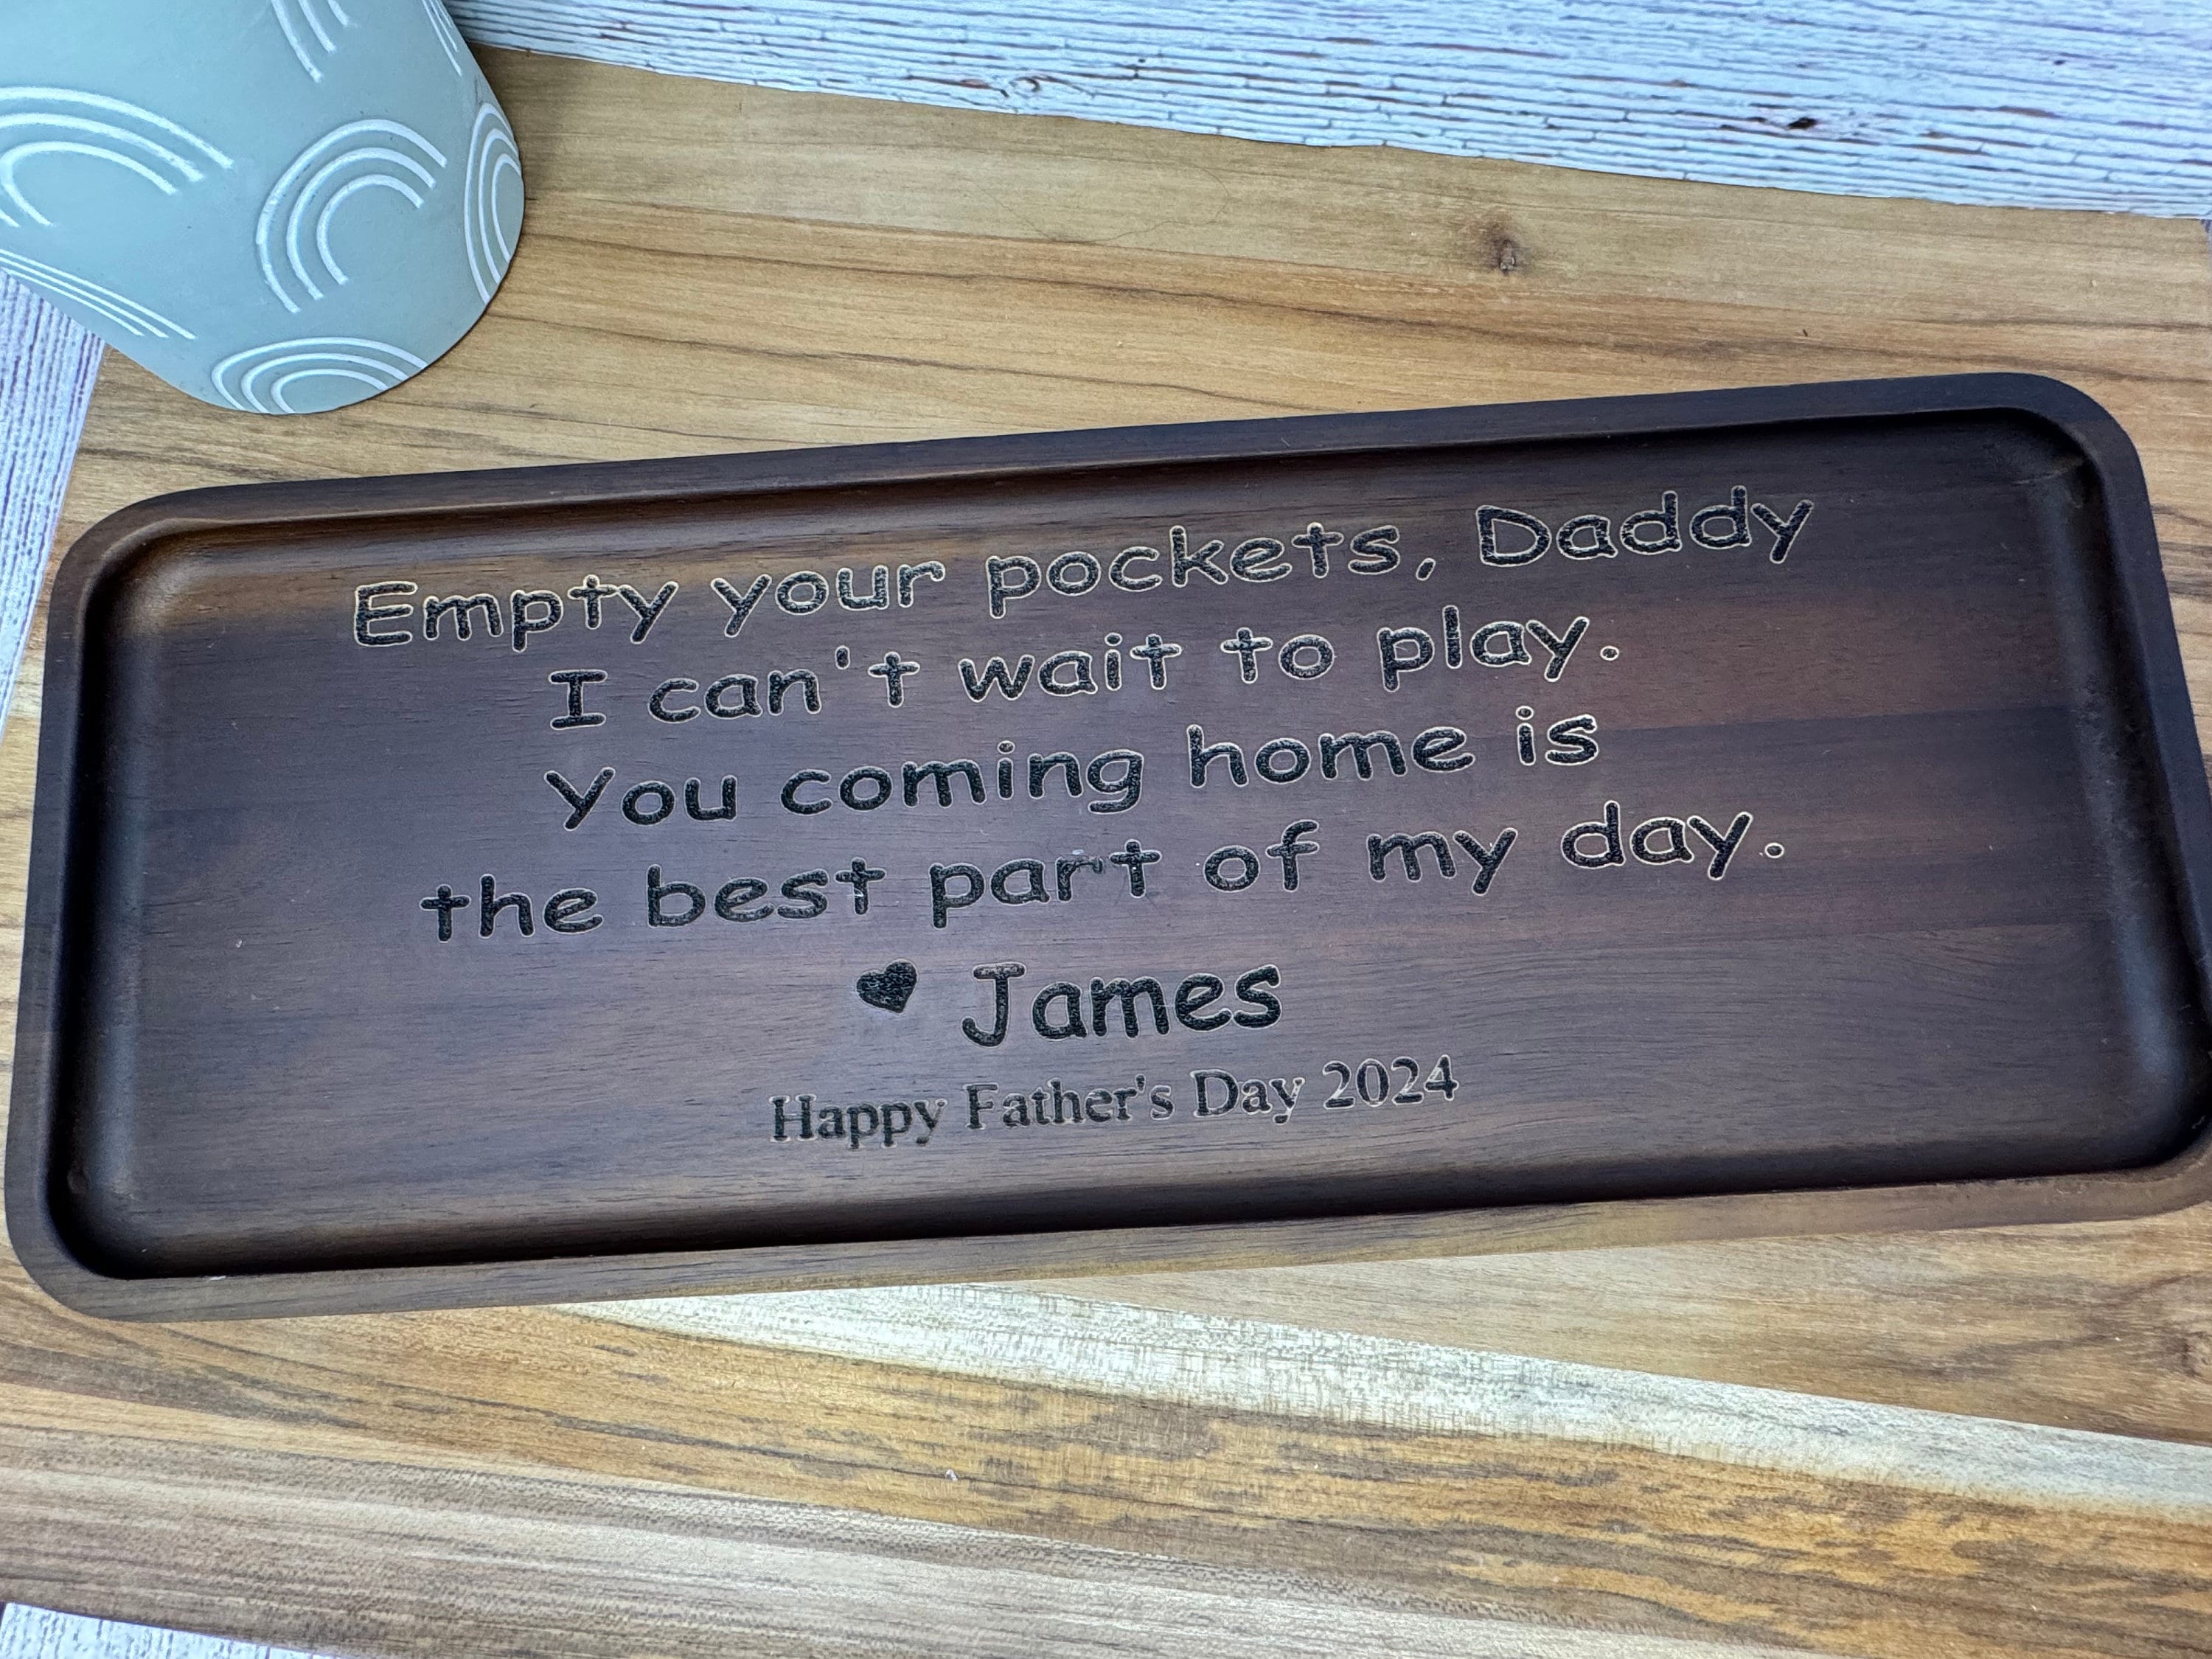 Empty your pockets, Daddy
I can't wait to play.
You coming home is
the best part of my day.
♥ James
Happy Father's Day 2024